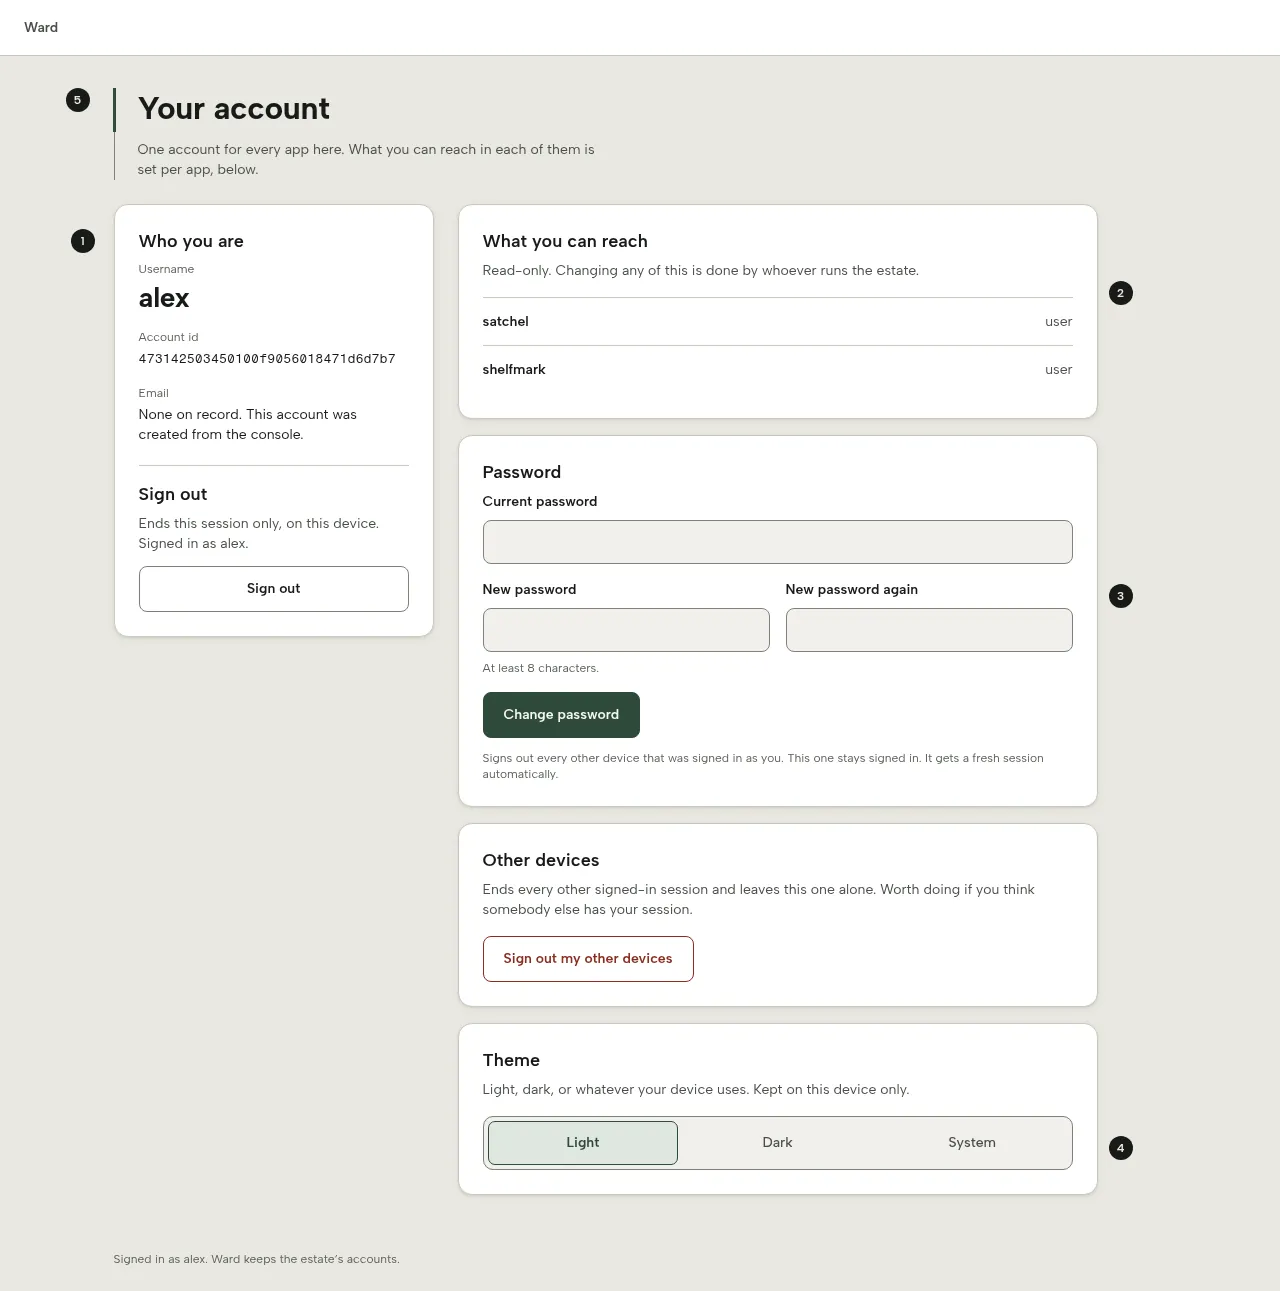 Ward
5
Your account
One account for every app here. What you can reach in each of them is
set per app, below.
1
Who you are
Username
alex
Account id
473142503450100f9056018471d6d7b7
Email
None on record. This account was
created from the console.
Sign out
Ends this session only, on this device.
Signed in as alex.
Sign out
What you can reach
Read-only. Changing any of this is done by whoever runs the estate.
2
satchel user
shelfmark user
Password
Current password
New password New password again
3
At least 8 characters.
Change password
Signs out every other device that was signed in as you. This one stays signed in. It gets a fresh session
automatically.
Other devices
Ends every other signed-in session and leaves this one alone. Worth doing if you think
somebody else has your session.
Sign out my other devices
Theme
Light, dark, or whatever your device uses. Kept on this device only.
Light Dark System
4
Signed in as alex. Ward keeps the estate's accounts.